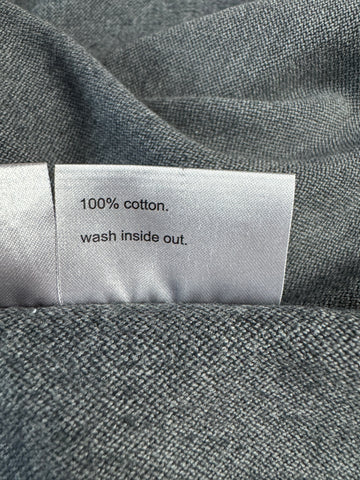 100% cotton.
wash inside out.